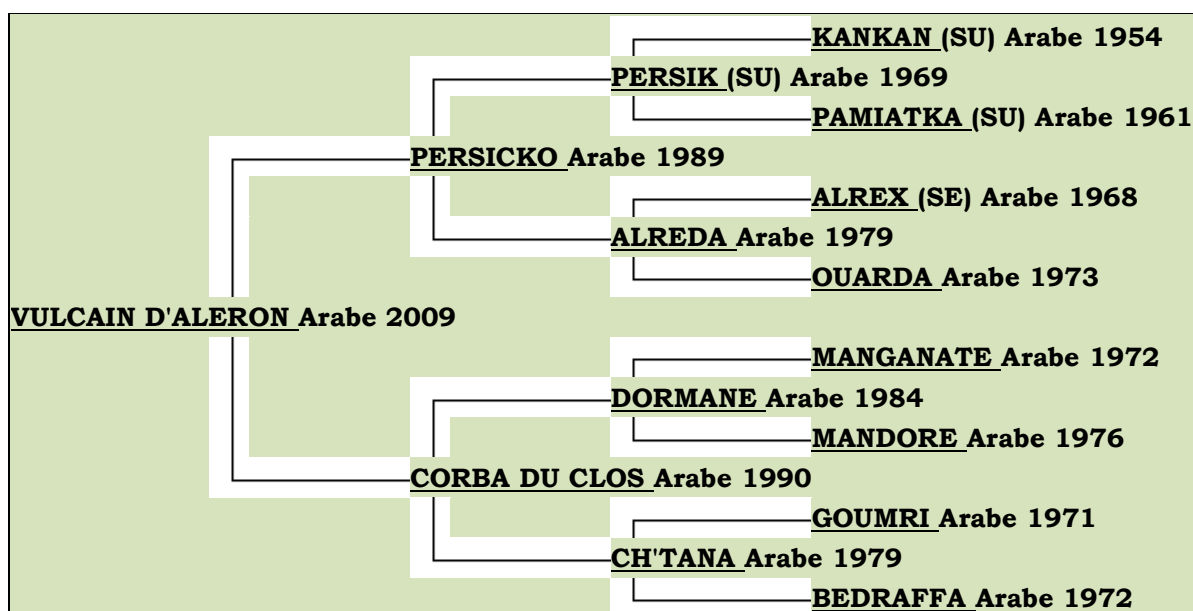 KANKAN (SU) Arabe 1954
PERSIK (SU) Arabe 1969
PAMIATKA (SU) Arabe 1961
PERSICKO Arabe 1989
ALREX (SE) Arabe 1968
ALREDA Arabe 1979
OUARDA Arabe 1973
VULCAIN D'ALERON Arabe 2009
MANGANATE Arabe 1972
DORMANE Arabe 1984
MANDORE Arabe 1976
CORBA DU CLOS Arabe 1990
GOUMRI Arabe 1971
CH'TANA Arabe 1979
BEDRAFFA Arabe 1972